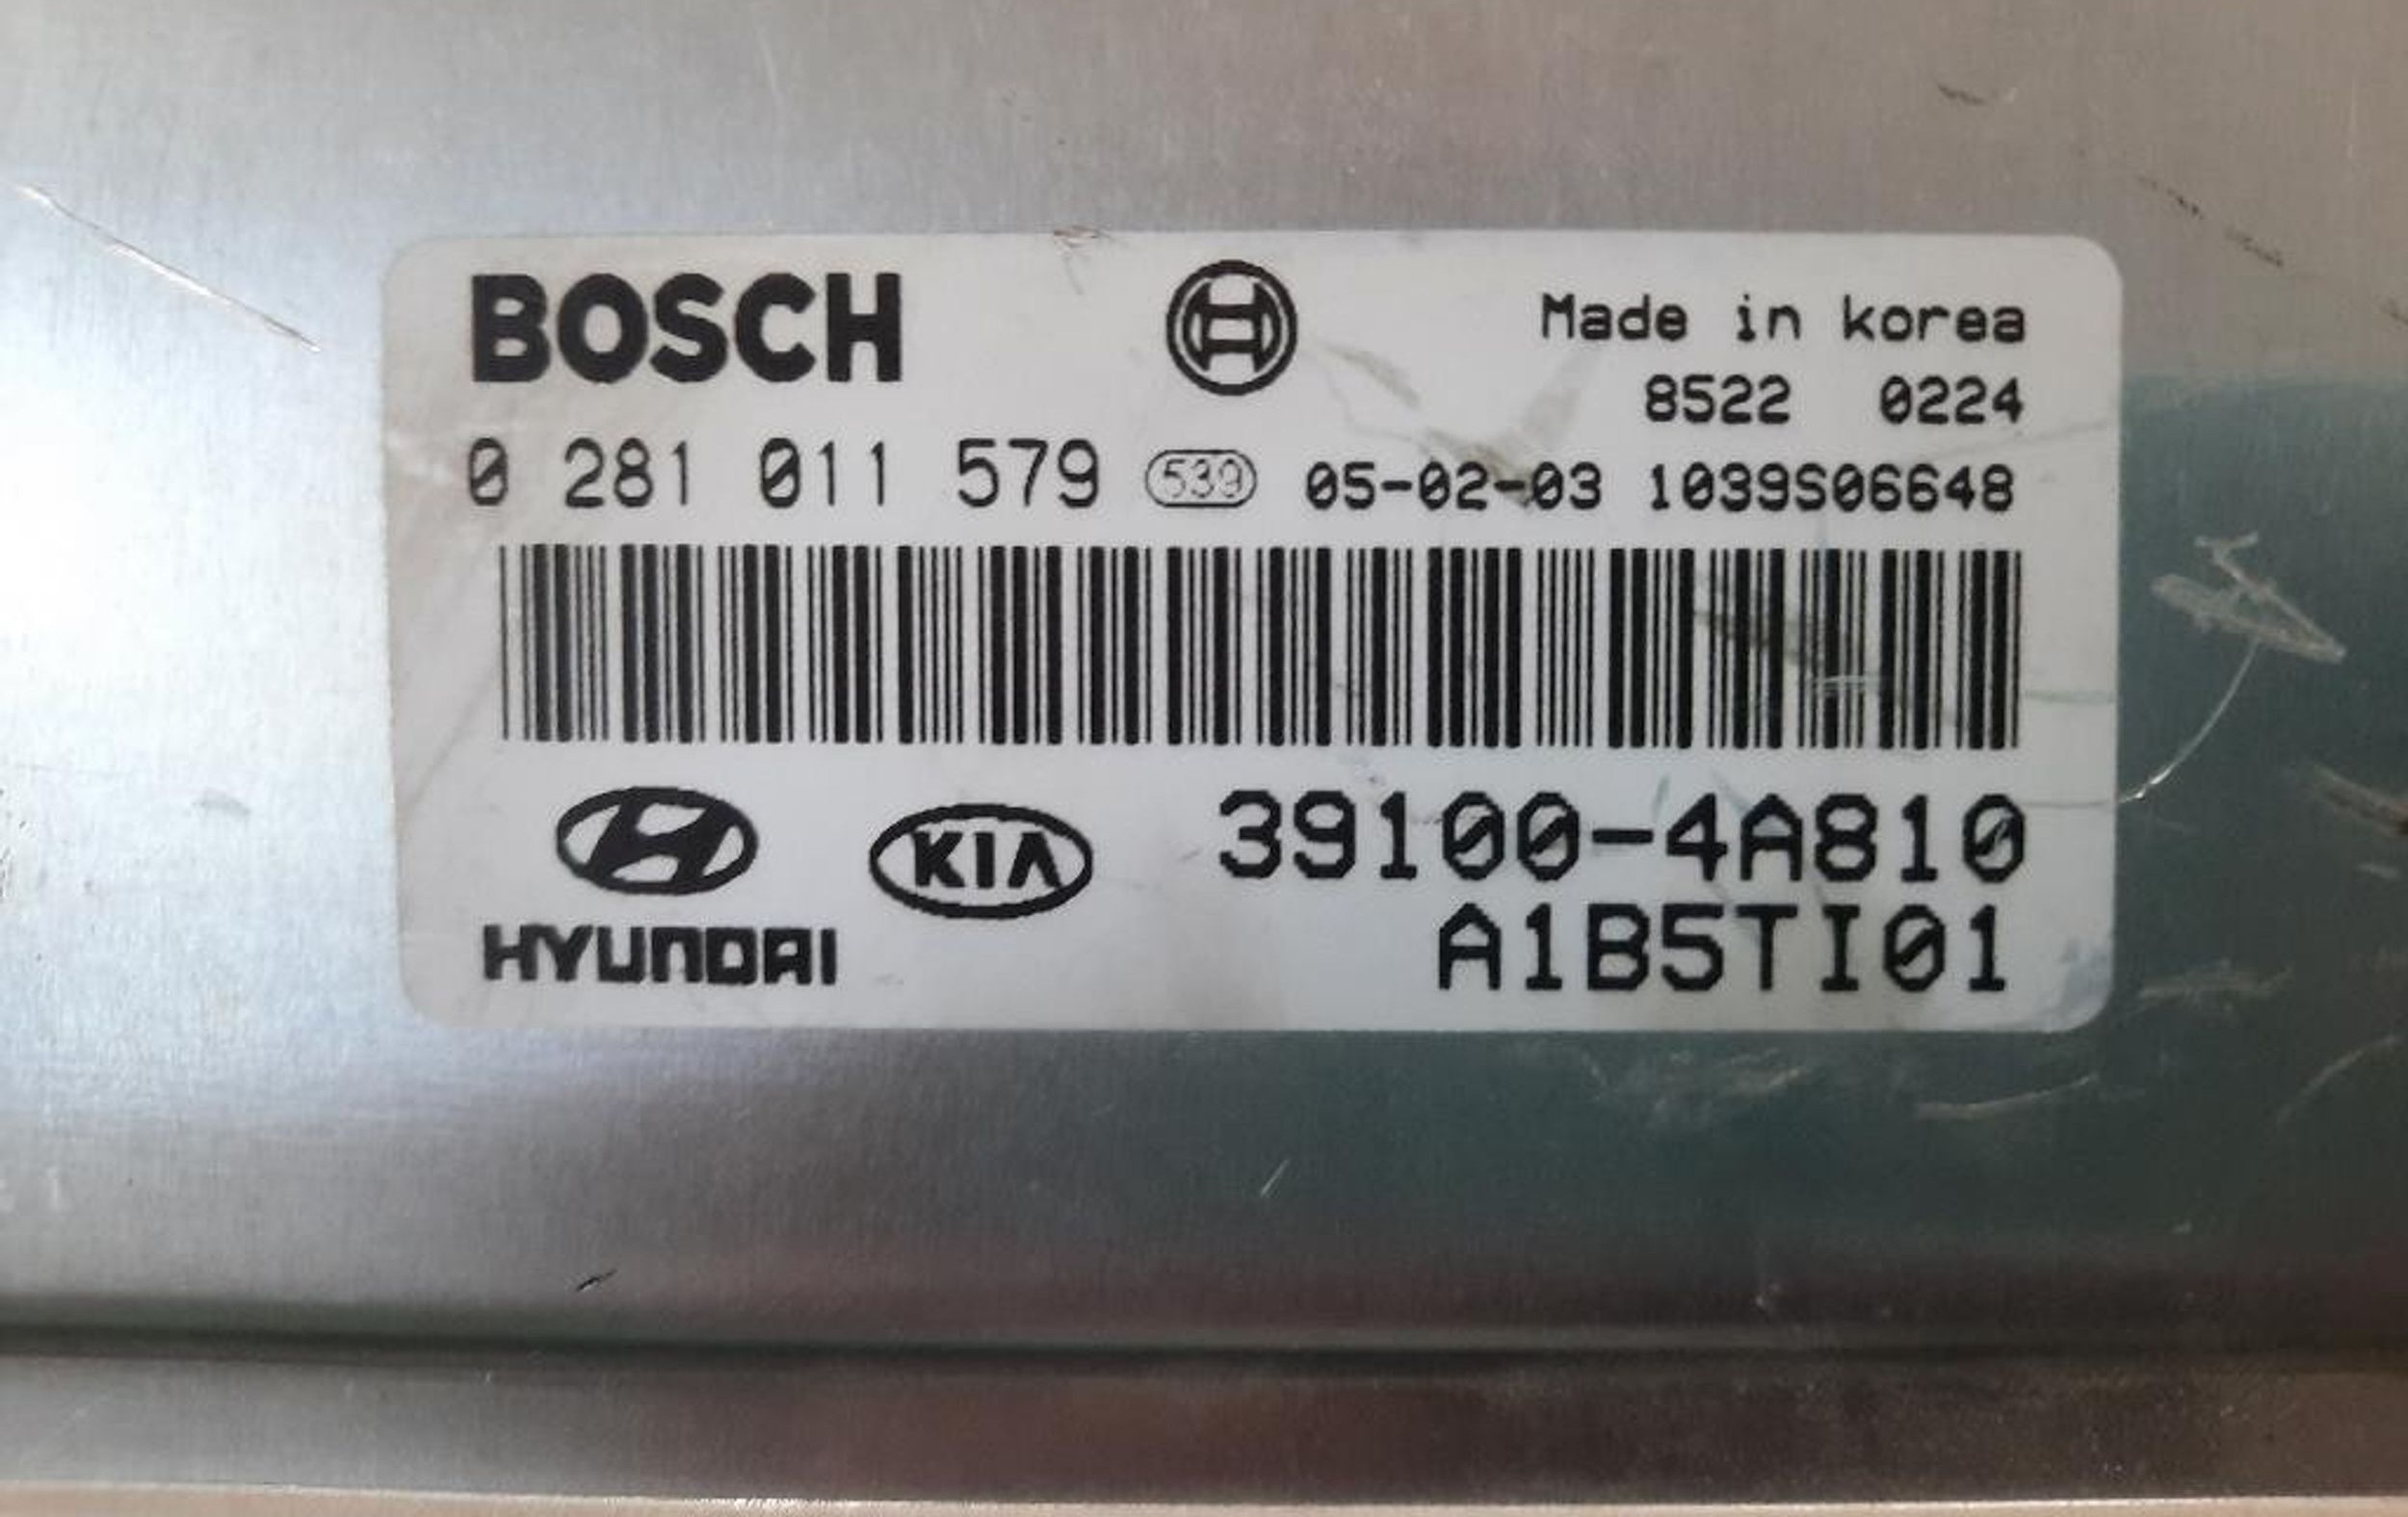 BOSCH
Made in korea
8522 0224
0 281 011 579 539 05-02-03 1039S06648
KIA 39100-4A810
HYUNDAI A1B5TI01